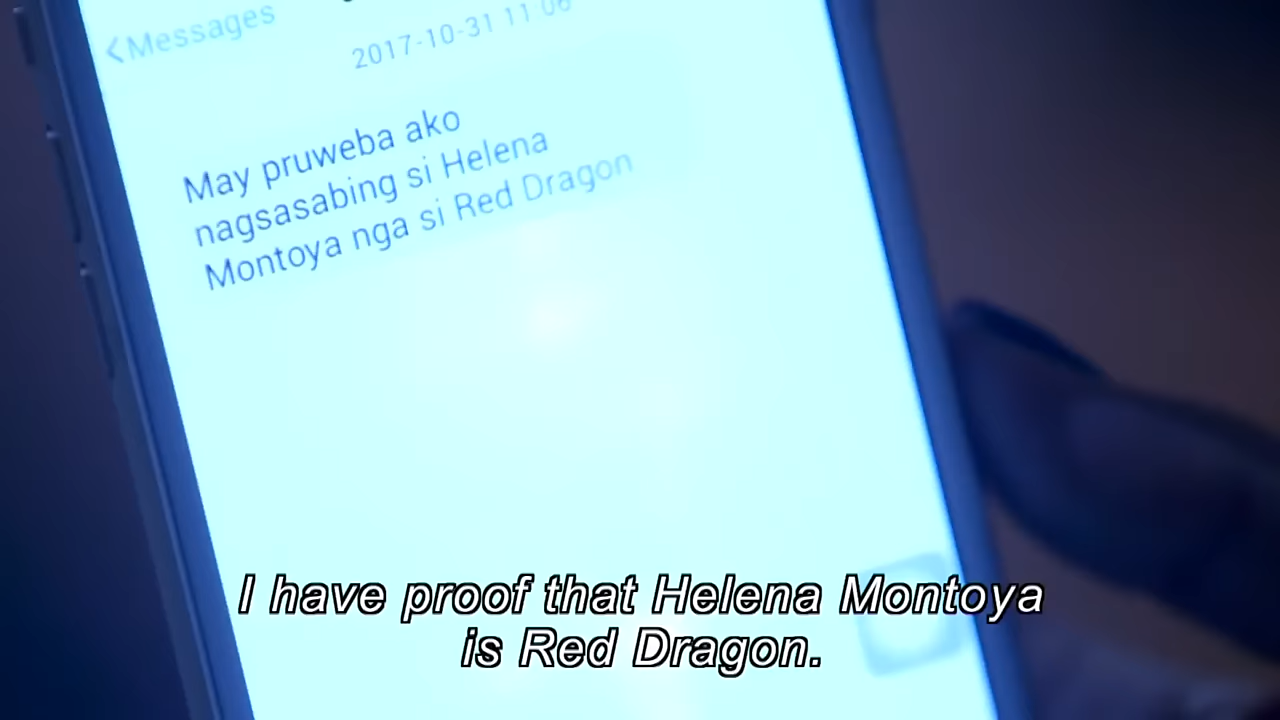 <Messages
2017-10-31 11 06
May pruweba ako
nagsasabing si Helena
Montoya nga si Red Dragon
I have proof that Helena Montoya
is Red Dragon.